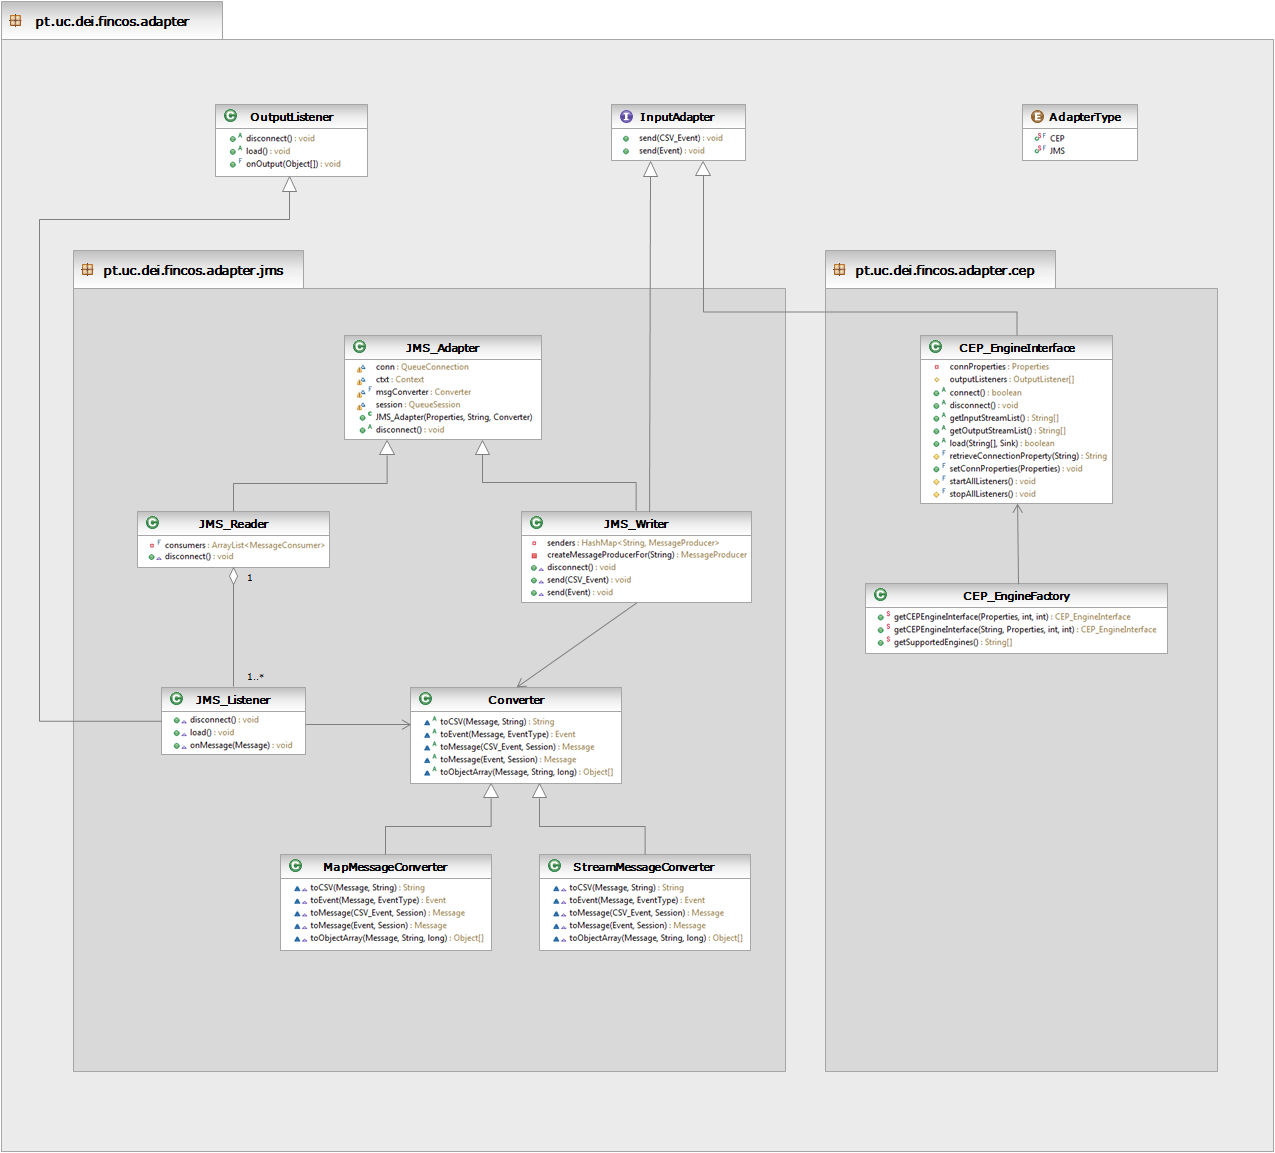 pt.uc.dei.fincos.adapter
OutputListener
A disconnect() : void
A load() : void
F onOutput(Object[]) : void
InputAdapter
send(CSV_Event) : void
send(Event) : void
AdapterType
S F CEP
S F JMS
pt.uc.dei.fincos.adapter.jms
JMS_Adapter
conn : QueueConnection
ctxt : Context
F msgConverter : Converter
session : QueueSession
C JMS_Adapter(Properties, String, Converter)
A disconnect() : void
JMS_Reader
F consumers : ArrayList<MessageConsumer>
disconnect() : void
1
1..*
JMS_Writer
senders : HashMap<String, MessageProducer>
createMessageProducerFor(String) : MessageProducer
disconnect() : void
send(CSV_Event) : void
send(Event) : void
JMS_Listener
disconnect() : void
load() : void
onMessage(Message) : void
Converter
A toCSV(Message, String) : String
A toEvent(Message, EventType) : Event
A toMessage(CSV_Event, Session) : Message
A toMessage(Event, Session) : Message
A toObjectArray(Message, String, long) : Object[]
MapMessageConverter
toCSV(Message, String) : String
toEvent(Message, EventType) : Event
toMessage(CSV_Event, Session) : Message
toMessage(Event, Session) : Message
toObjectArray(Message, String, long) : Object[]
StreamMessageConverter
toCSV(Message, String) : String
toEvent(Message, EventType) : Event
toMessage(CSV_Event, Session) : Message
toMessage(Event, Session) : Message
toObjectArray(Message, String, long) : Object[]
pt.uc.dei.fincos.adapter.cep
CEP_EngineInterface
connProperties : Properties
outputListeners : OutputListener[]
A connect() : boolean
A disconnect() : void
A getInputStreamList() : String[]
A getOutputStreamList() : String[]
A load(String[], Sink) : boolean
F retrieveConnectionProperty(String) : String
F setConnProperties(Properties) : void
F startAllListeners() : void
F stopAllListeners() : void
CEP_EngineFactory
S getCEPEngineInterface(Properties, int, int) : CEP_EngineInterface
S getCEPEngineInterface(String, Properties, int, int) : CEP_EngineInterface
S getSupportedEngines() : String[]